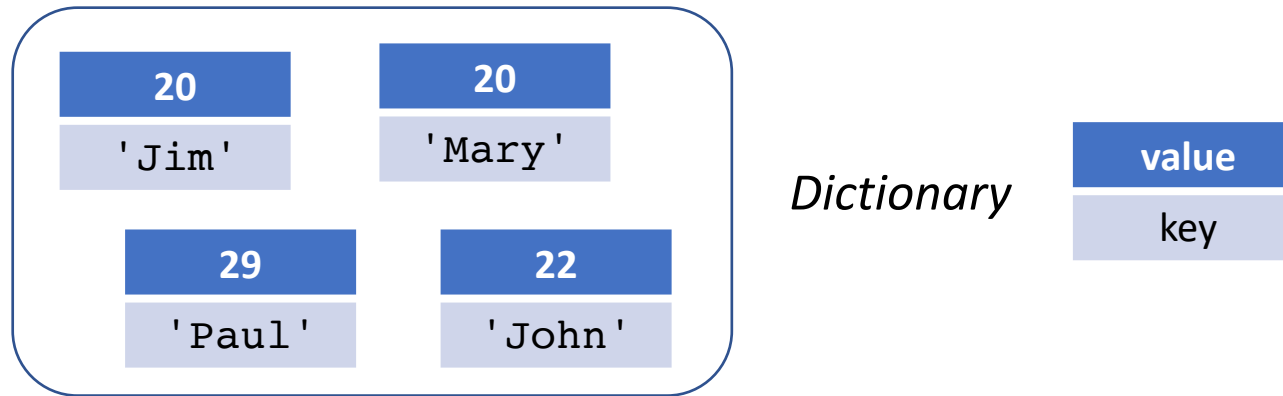 20
'Jim'
20
'Mary'
29
'Paul'
22
'John'
Dictionary
value
key